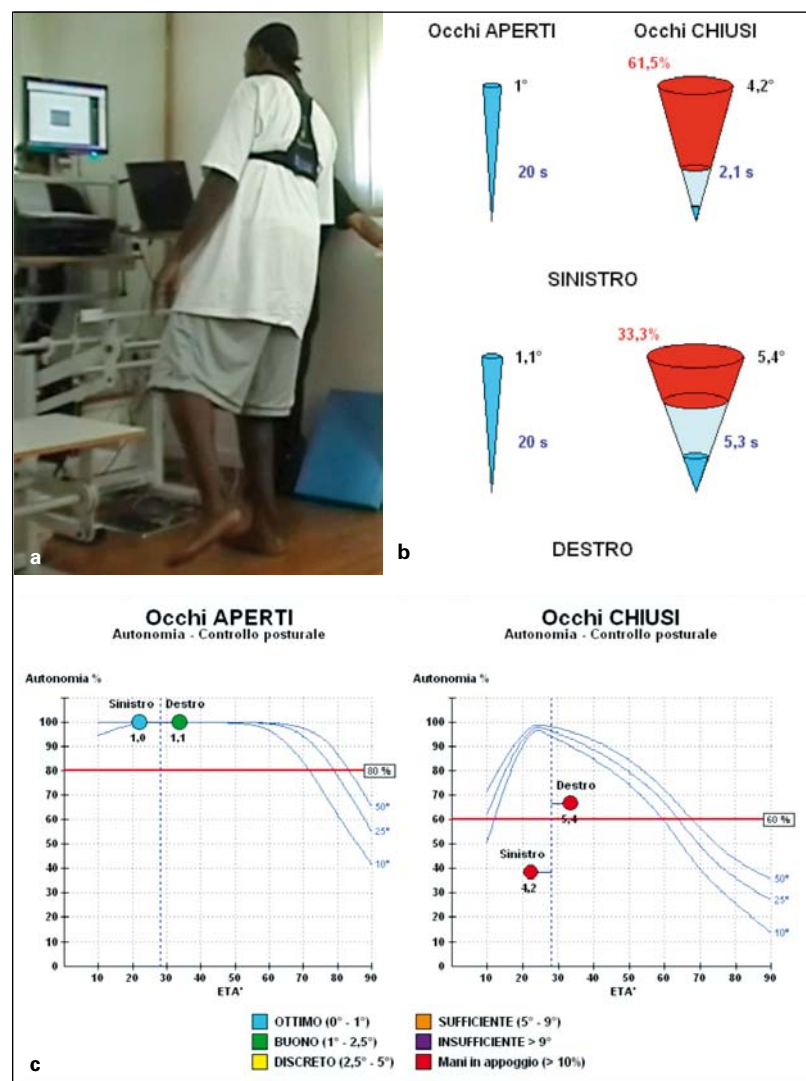 a
Occhi APERTI Occhi CHIUSI
61,5%
1° 4,2°
20 s 2,1 s
SINISTRO
33,3%
1,1° 5,4°
20 s 5,3 s
b
DESTRO
Occhi APERTI
Autonomia - Controllo posturale
Autonomia %
Sinistro Destro
1,0 1,1
80 %
50°
25°
10°
100
90
80
70
60
50
40
30
20
10
0
10 20 30 40 50 60 70 80 90
ETA'
Occhi CHIUSI
Autonomia - Controllo posturale
Autonomia %
Destro
5,4
60 %
Sinistro
4,2
50°
25°
10°
100
90
80
70
60
50
40
30
20
10
0
10 20 30 40 50 60 70 80 90
ETA'
OTTIMO (0° - 1°) SUFFICIENTE (5° - 9°)
BUONO (1° - 2,5°) INSUFFICIENTE > 9°
DISCRETO (2,5° - 5°) Mani in appoggio (> 10%)
c